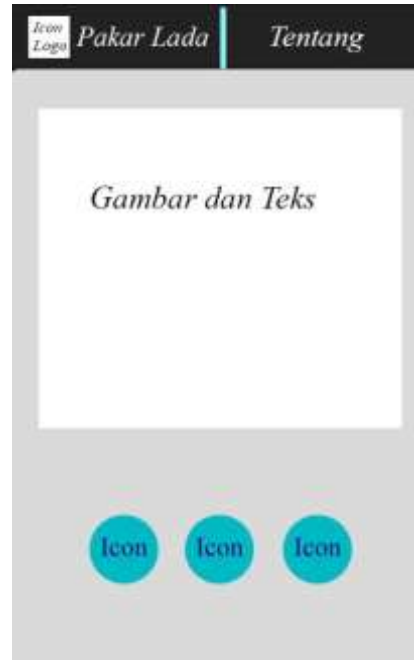 Icon
Logo
Pakar Lada
Tentang
Gambar dan Teks
Icon
Icon
Icon